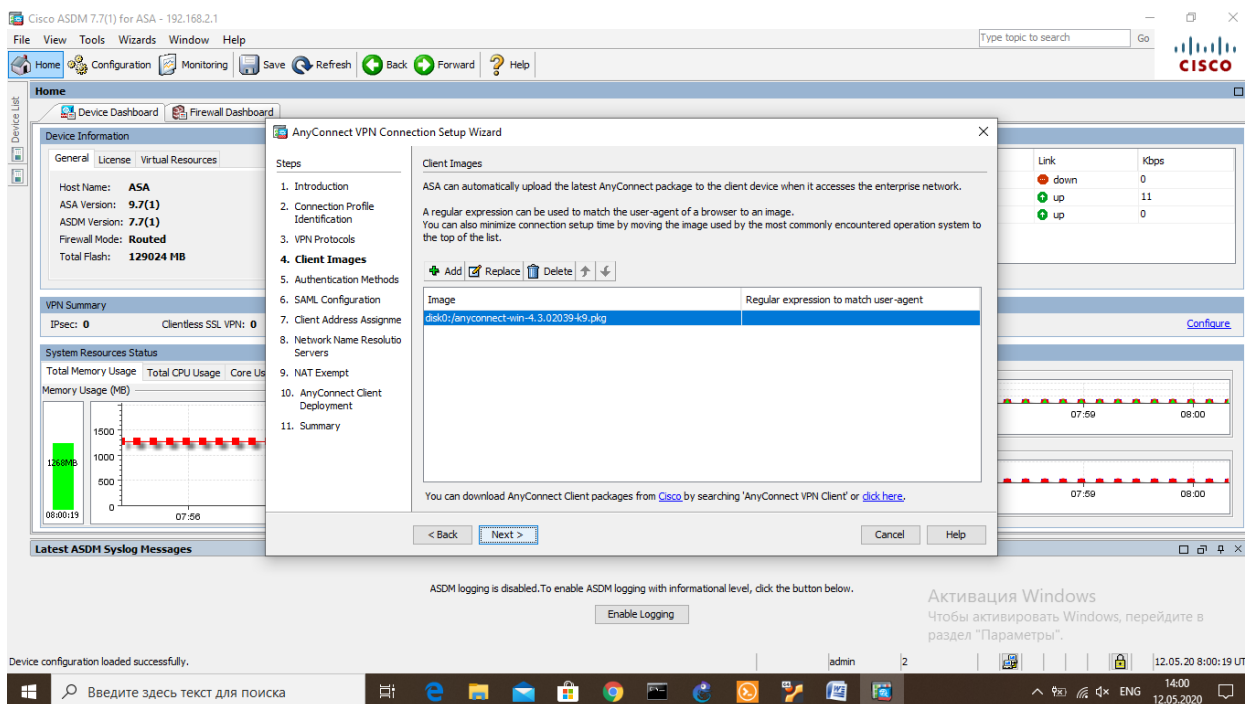 Cisco ASDM 7.7(1) for ASA - 192.168.2.1
File View Tools Wizards Window Help
Type topic to search
Go
Home Configuration Monitoring Save Refresh Back Forward Help
CISCO
Device List
Home
Device Dashboard Firewall Dashboard
Device Information
General License Virtual Resources
Host Name: ASA
ASA Version: 9.7(1)
ASDM Version: 7.7(1)
Firewall Mode: Routed
Total Flash: 129024 MB
VPN Summary
IPsec: 0 Clientless SSL VPN: 0
System Resources Status
Total Memory Usage Total CPU Usage Core Us
Memory Usage (MB)
1500
1000
500
0
1268MB
08:00:19
07:56
AnyConnect VPN Connection Setup Wizard
Steps
1. Introduction
2. Connection Profile
Identification
3. VPN Protocols
4. Client Images
5. Authentication Methods
6. SAML Configuration
7. Client Address Assignme
8. Network Name Resolutio
Servers
9. NAT Exempt
10. AnyConnect Client
Deployment
11. Summary
Client Images
ASA can automatically upload the latest AnyConnect package to the client device when it accesses the enterprise network.
A regular expression can be used to match the user-agent of a browser to an image.
You can also minimize connection setup time by moving the image used by the most commonly encountered operation system to
the top of the list.
Add Replace Delete
Image Regular expression to match user-agent
disk0:/anyconnect-win-4.3.02039-k9.pkg
You can download AnyConnect Client packages from Cisco by searching 'AnyConnect VPN Client' or click here.
< Back Next > Cancel Help
Link Kbps
down 0
up 11
up 0
Configure
07:59 08:00
07:59 08:00
Latest ASDM Syslog Messages
ASDM logging is disabled.To enable ASDM logging with informational level, click the button below.
Enable Logging
Активация Windows
Чтобы активировать Windows, перейдите в
раздел "Параметры".
Device configuration loaded successfully.
admin 2 12.05.20 8:00:19 UT
Введите здесь текст для поиска
ENG
14:00
12.05.2020